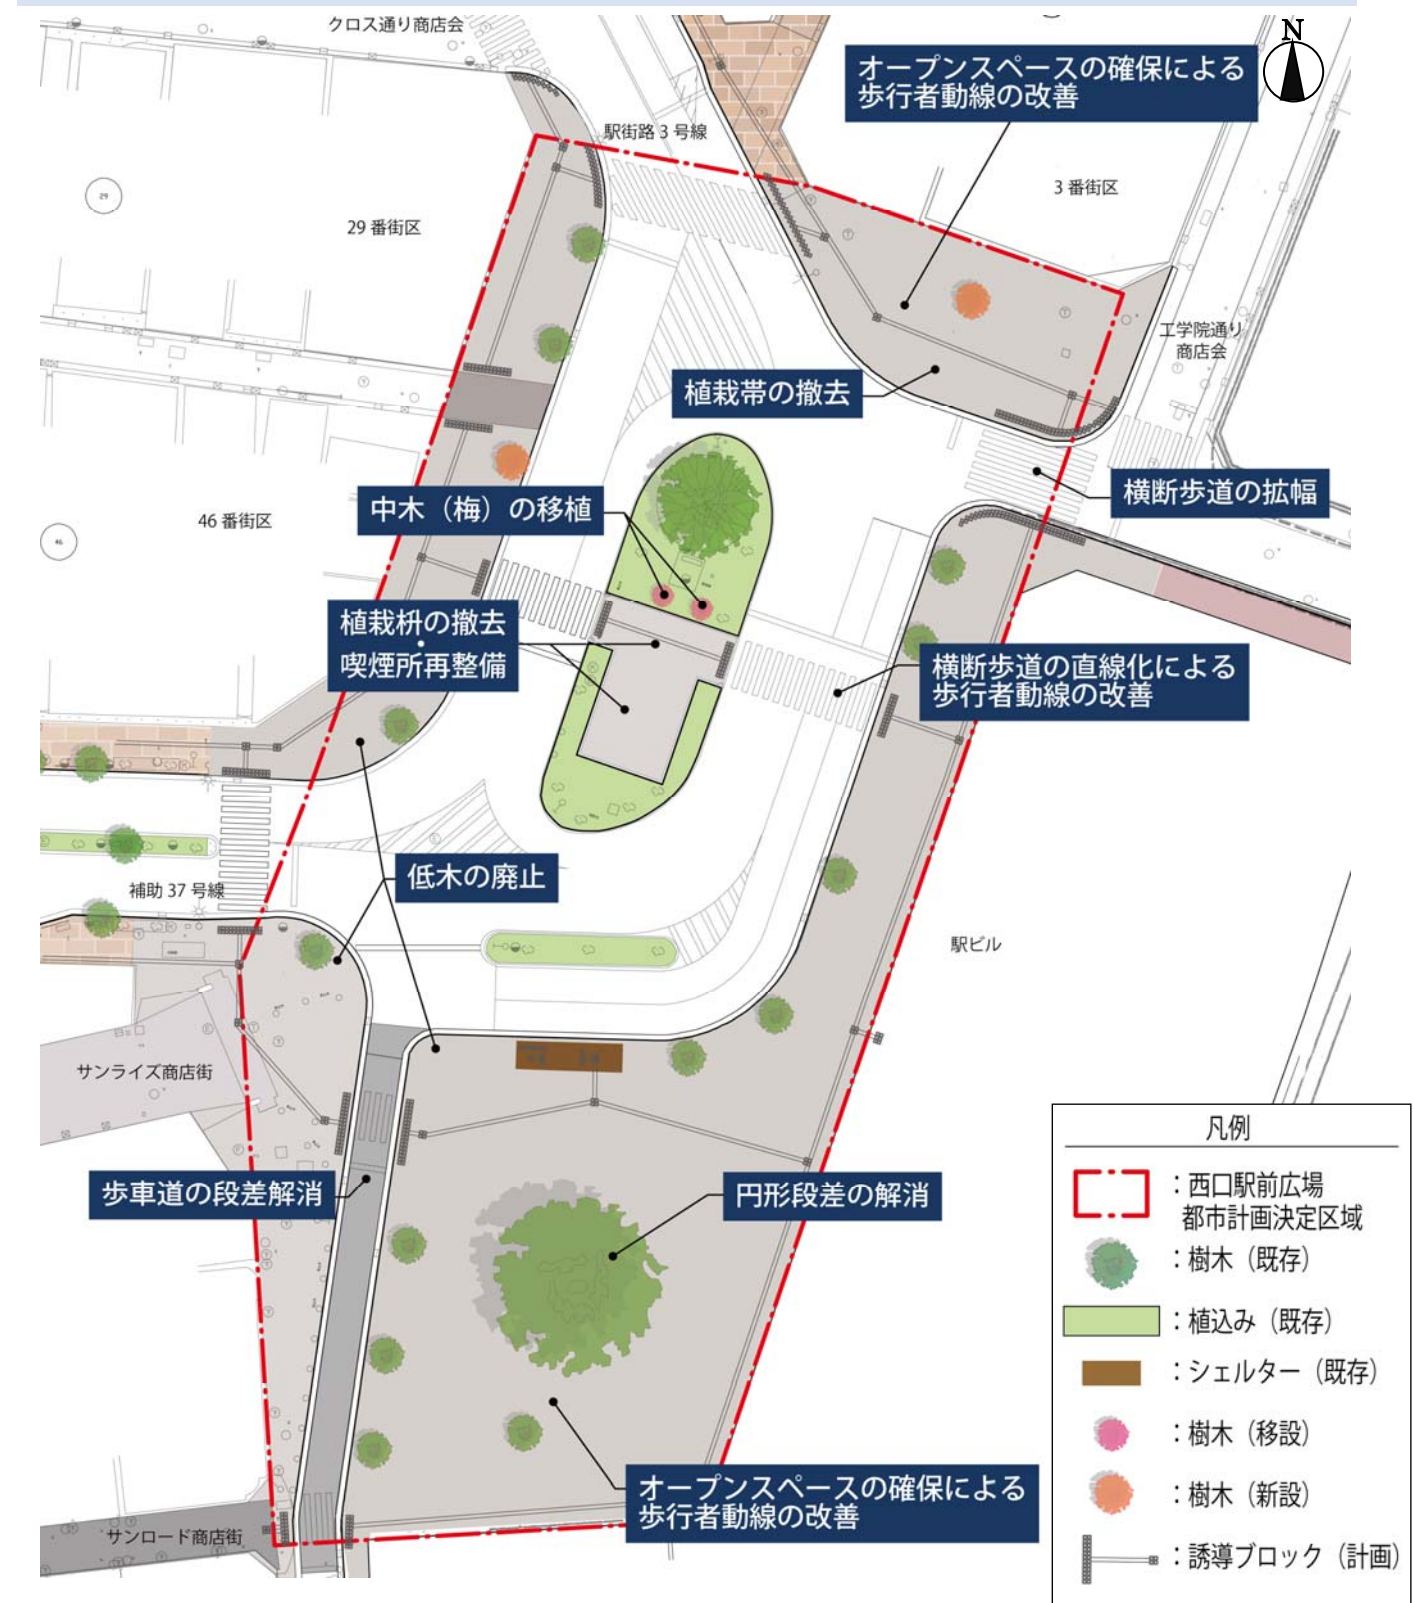 クロス通り商店会
N
オープンスペースの確保による
歩行者動線の改善
駅街路3号線
3番街区
29
29番街区
工学院通り
商店会
植栽帯の撤去
横断歩道の拡幅
中木（梅）の移植
46番街区
46
植栽枡の撤去
・
喫煙所再整備
横断歩道の直線化による
歩行者動線の改善
低木の廃止
補助37号線
駅ビル
サンライズ商店街
歩車道の段差解消
円形段差の解消
オープンスペースの確保による
歩行者動線の改善
サンロード商店街
凡例
：西口駅前広場
都市計画決定区域
：樹木（既存）
：植込み（既存）
：シェルター（既存）
：樹木（移設）
：樹木（新設）
：誘導ブロック（計画）